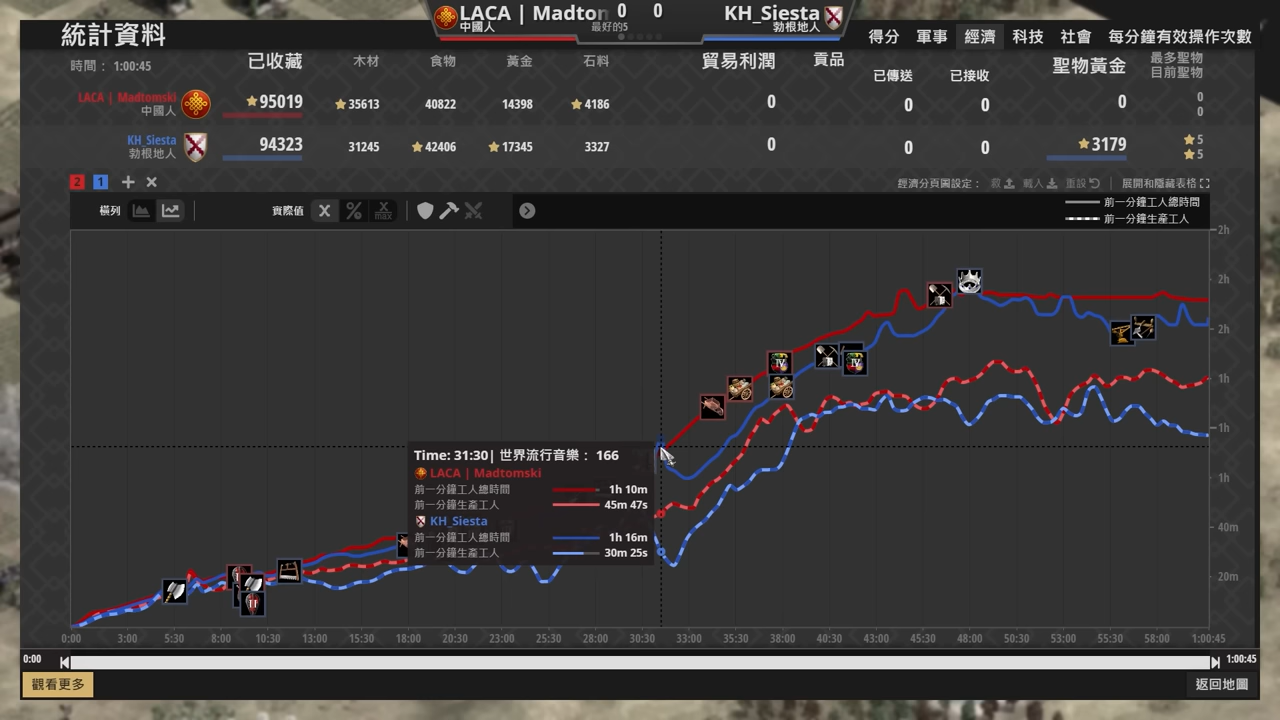 LACA | Madton
中國人
0 0
最好的5
KH_Siesta
勃根地人
統計資料
得分 軍事 經濟 科技 社會 每分鐘有效操作次數
時間： 1:00:45
已收藏 木材 食物 黃金 石料 貿易利潤 貢品 已傳送 已接收 聖物黃金 最多聖物
目前聖物
LACA | Madtomski
中國人
95019 35613 40822 14398 4186 0 0 0 0 0
0
KH_Siesta
勃根地人
94323 31245 42406 17345 3327 0 0 0 3179 5
5
2 1
經濟分頁圖設定： 載入 重設 | 展開和隱藏表格
橫列 實際值 X % X max
前一分鐘工人總時間
前一分鐘生產工人
2h
2h
2h
1h
1h
1h
40m
20m
Time: 31:30| 世界流行音樂： 166
LACA | Madtomski
前一分鐘工人總時間 1h 10m
前一分鐘生產工人 45m 47s
KH_Siesta
前一分鐘工人總時間 1h 16m
前一分鐘生產工人 30m 25s
IV
IV
II
0:00 3:00 5:30 8:00 10:30 13:00 15:30 18:00 20:30 23:00 25:30 28:00 30:30 33:00 35:30 38:00 40:30 43:00 45:30 48:00 50:30 53:00 55:30 58:00 1:00:45
0:00 1:00:45
觀看更多
返回地圖